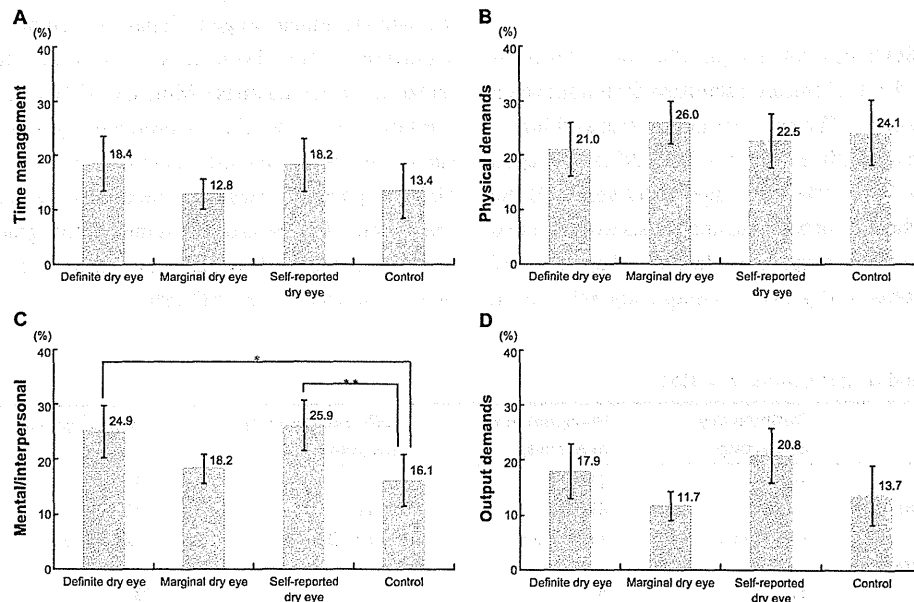 A
(%)
40
30
20
10
0
Time management
18.4
12.8
18.2
13.4
Definite dry eye
Marginal dry eye
Self-reported
dry eye
Control
B
(%)
40
30
20
10
0
Physical demands
21.0
26.0
22.5
24.1
Definite dry eye
Marginal dry eye
Self-reported
dry eye
Control
C
(%)
40
30
20
10
0
Mental/interpersonal
*
**
24.9
18.2
25.9
16.1
Definite dry eye
Marginal dry eye
Self-reported
dry eye
Control
D
(%)
40
30
20
10
0
Output demands
17.9
11.7
20.8
13.7
Definite dry eye
Marginal dry eye
Self-reported
dry eye
Control